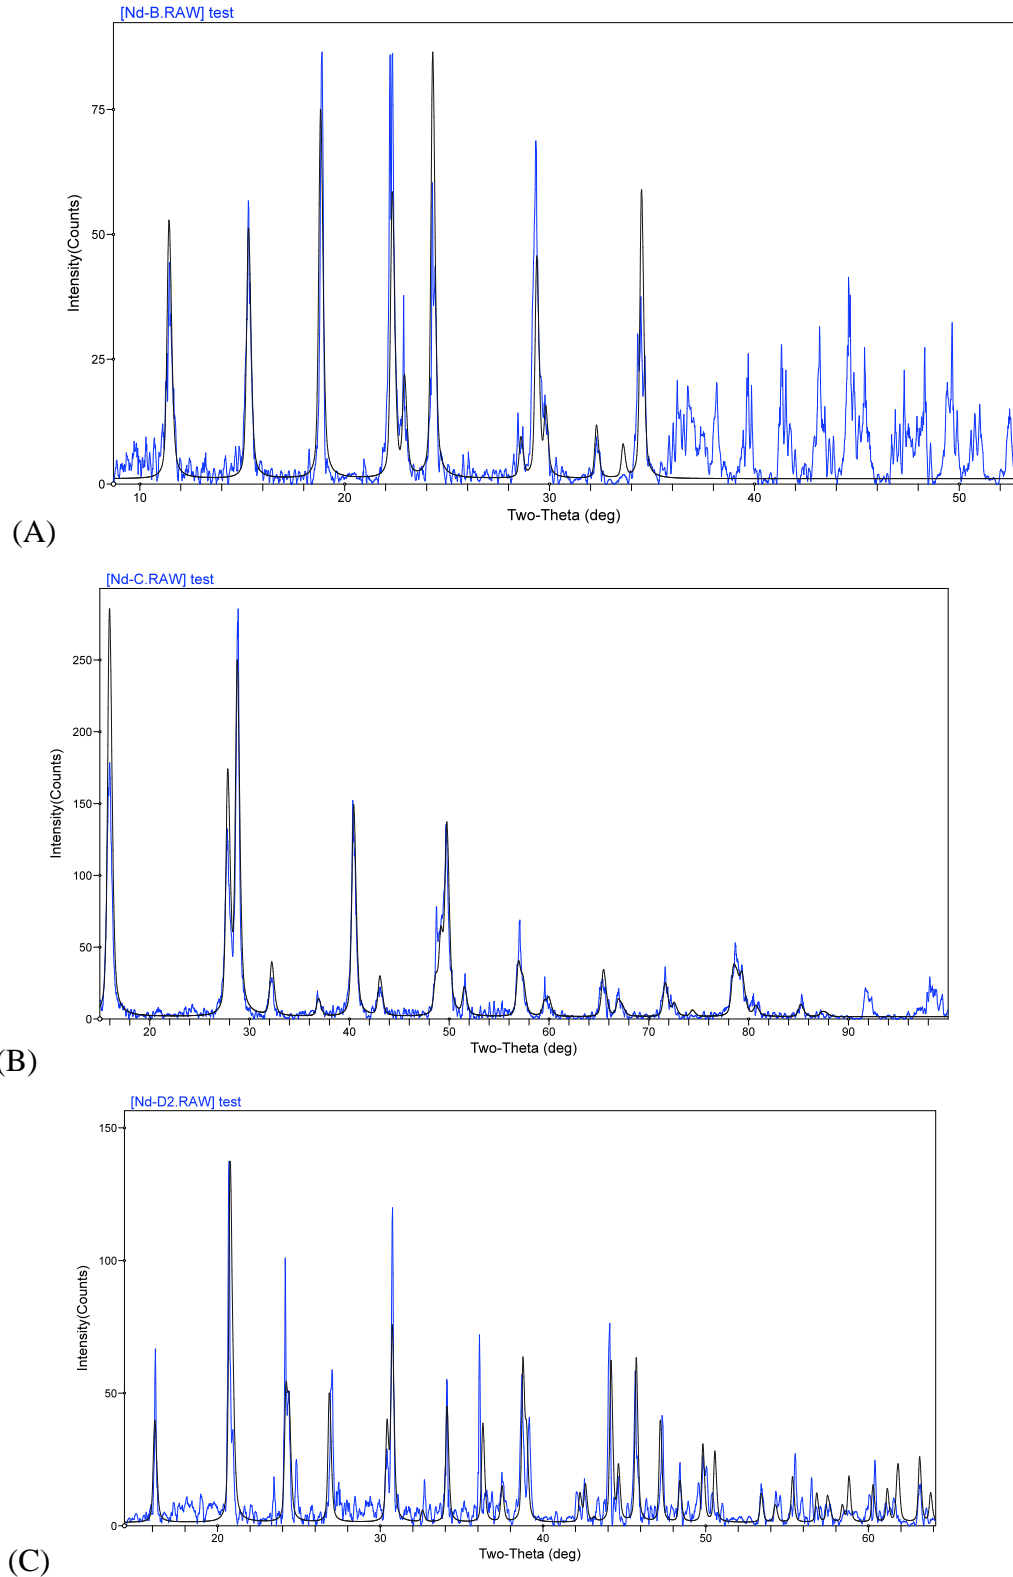 [Nd-B.RAW] test
75
50
25
0
Intensity(Counts)
10 20 30 40 50
Two-Theta (deg)
(A)
[Nd-C.RAW] test
250
200
150
100
50
0
Intensity(Counts)
20 30 40 50 60 70 80 90
Two-Theta (deg)
(B)
[Nd-D2.RAW] test
150
100
50
0
Intensity(Counts)
20 30 40 50 60
Two-Theta (deg)
(C)